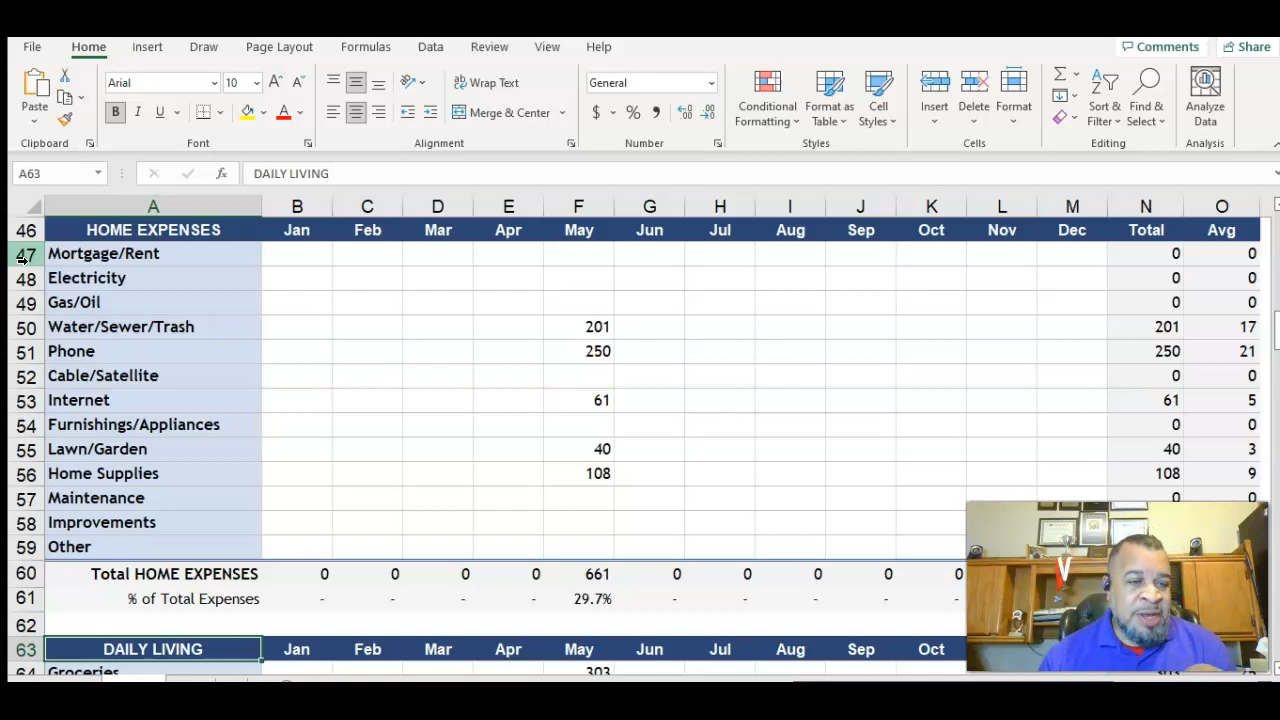 File Home Insert Draw Page Layout Formulas Data Review View Help Comments Share
Arial 10 Wrap Text General
Paste B I U Merge & Center $ % Conditional Formatting Format as Table Cell Styles Insert Delete Format Sort & Filter Find & Select Analyze Data
Clipboard Font Alignment Number Styles Cells Editing Analysis
A63 fx DAILY LIVING
A B C D E F G H I J K L M N O
46 HOME EXPENSES Jan Feb Mar Apr May Jun Jul Aug Sep Oct Nov Dec Total Avg
47 Mortgage/Rent 0 0
48 Electricity 0 0
49 Gas/Oil 0 0
50 Water/Sewer/Trash 201 201 17
51 Phone 250 250 21
52 Cable/Satellite 0 0
53 Internet 61 61 5
54 Furnishings/Appliances 0 0
55 Lawn/Garden 40 40 3
56 Home Supplies 108 108 9
57 Maintenance 0 0
58 Improvements
59 Other
60 Total HOME EXPENSES 0 0 0 0 661 0 0 0 0 0
61 % of Total Expenses - - - - 29.7% - - - - -
62
63 DAILY LIVING Jan Feb Mar Apr May Jun Jul Aug Sep Oct
64 Groceries 303